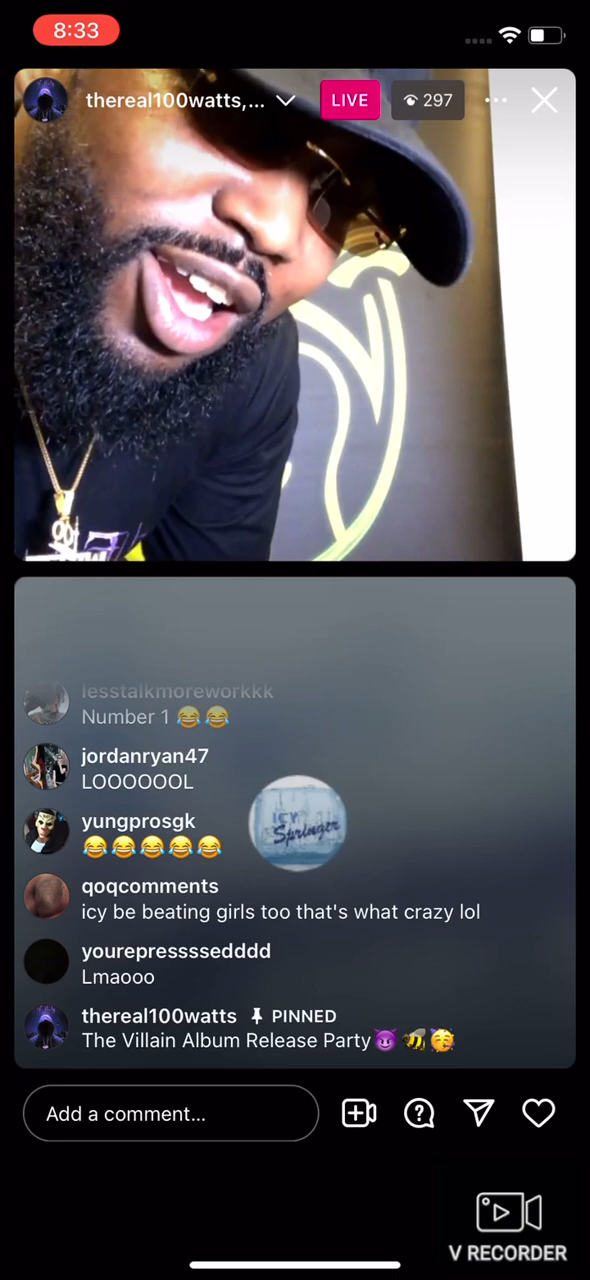 8:33
thereal100watts,...
LIVE
297
lesstalkmoreworkkk
Number 1 😂😂
jordanryan47
LOOOOOOL
yungprosgk
😂😂😂😂😂
ICY
Springer
qoqcomments
icy be beating girls too that's what crazy lol
yourepresssseddd
Lmaooo
thereal100watts PINNED
The Villain Album Release Party😈🐝🥳
Add a comment...
V RECORDER